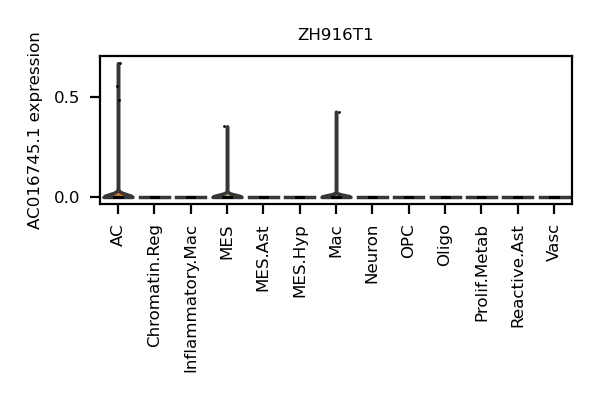 ZH916T1
AC016745.1 expression
0.5
0.0
AC
Chromatin.Reg
Inflammatory.Mac
MES
MES.Ast
MES.Hyp
Mac
Neuron
OPC
Oligo
Prolif.Metab
Reactive.Ast
Vasc